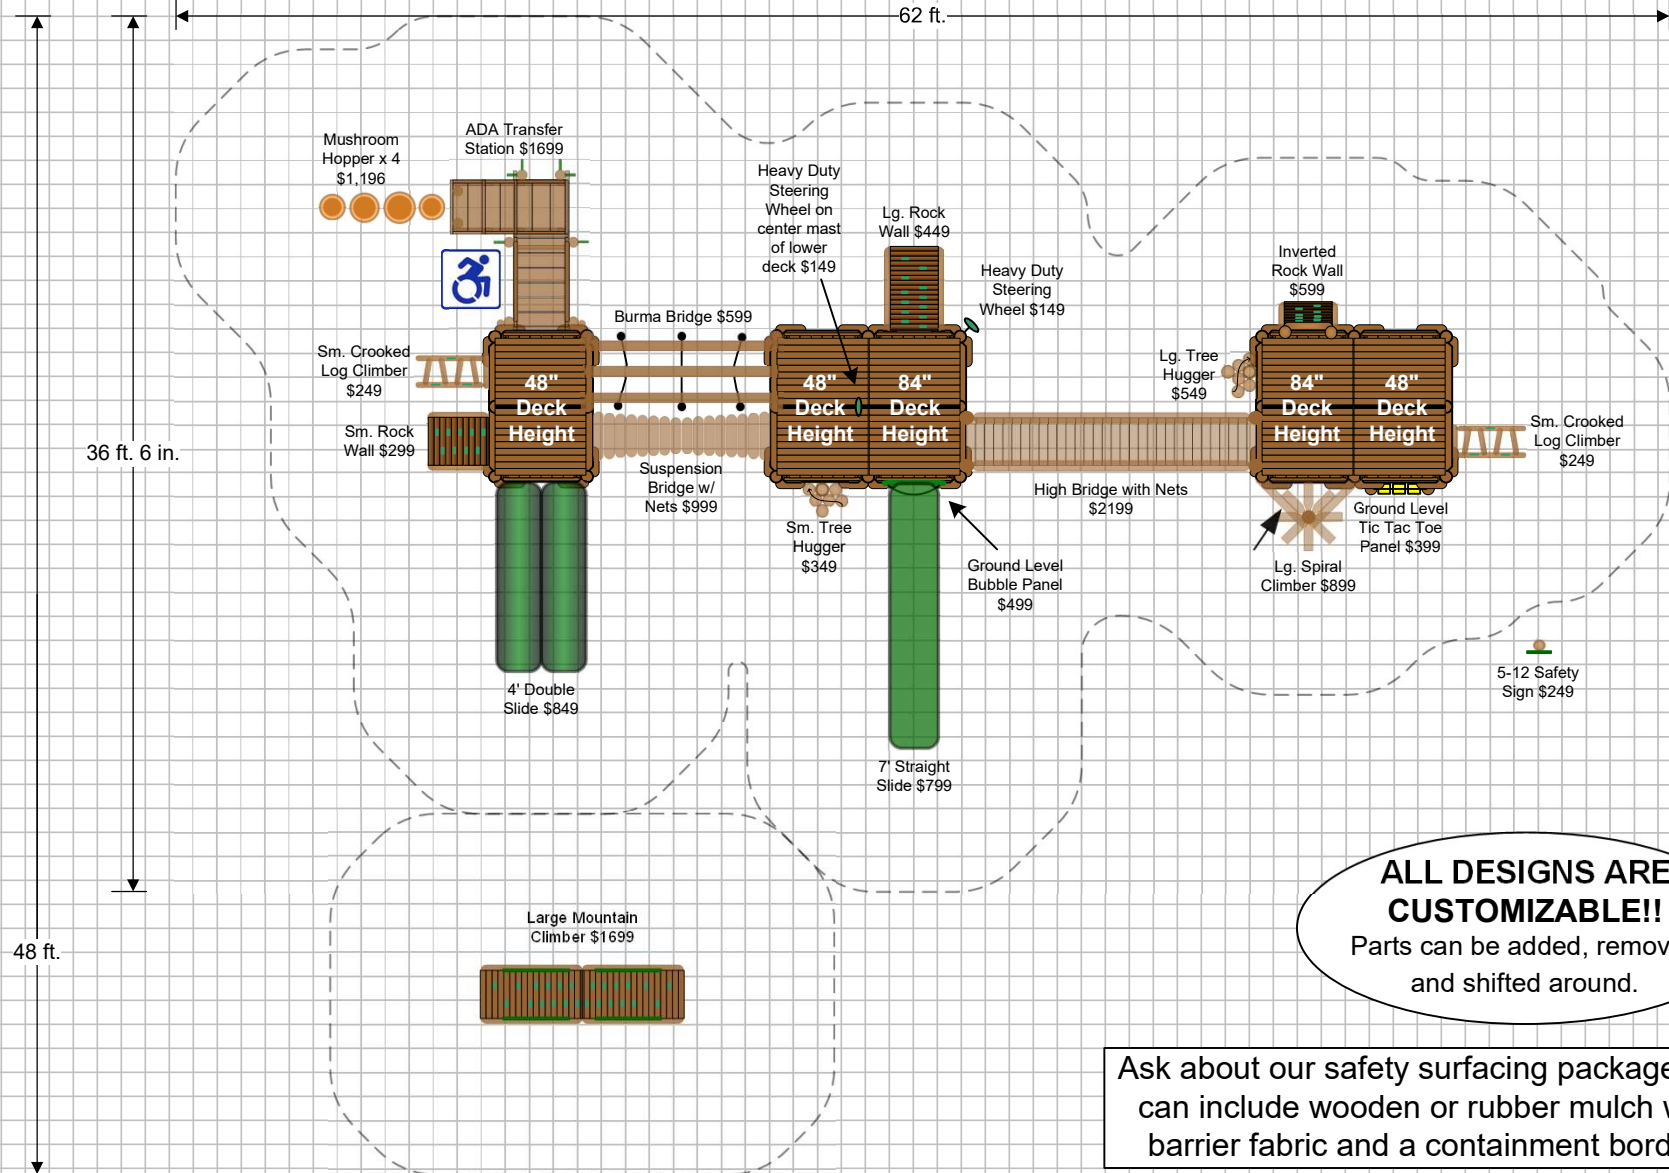 62 ft.
36 ft. 6 in.
48 ft.
Mushroom
Hopper x 4
$1,196
ADA Transfer
Station $1699
Heavy Duty
Steering
Wheel on
center mast
of lower
deck $149
Lg. Rock
Wall $449
Heavy Duty
Steering
Wheel $149
Inverted
Rock Wall
$599
Burma Bridge $599
Sm. Crooked
Log Climber
$249
Sm. Rock
Wall $299
48"
Deck
Height
48"
Deck
Height
84"
Deck
Height
Lg. Tree
Hugger
$549
84"
Deck
Height
48"
Deck
Height
Sm. Crooked
Log Climber
$249
Suspension
Bridge w/
Nets $999
Sm. Tree
Hugger
$349
High Bridge with Nets
$2199
Ground Level
Bubble Panel
$499
Ground Level
Tic Tac Toe
Panel $399
Lg. Spiral
Climber $899
4' Double
Slide $849
7' Straight
Slide $799
5-12 Safety
Sign $249
Large Mountain
Climber $1699
ALL DESIGNS ARE
CUSTOMIZABLE!!
Parts can be added, remov
and shifted around.
Ask about our safety surfacing package
can include wooden or rubber mulch w
barrier fabric and a containment bord